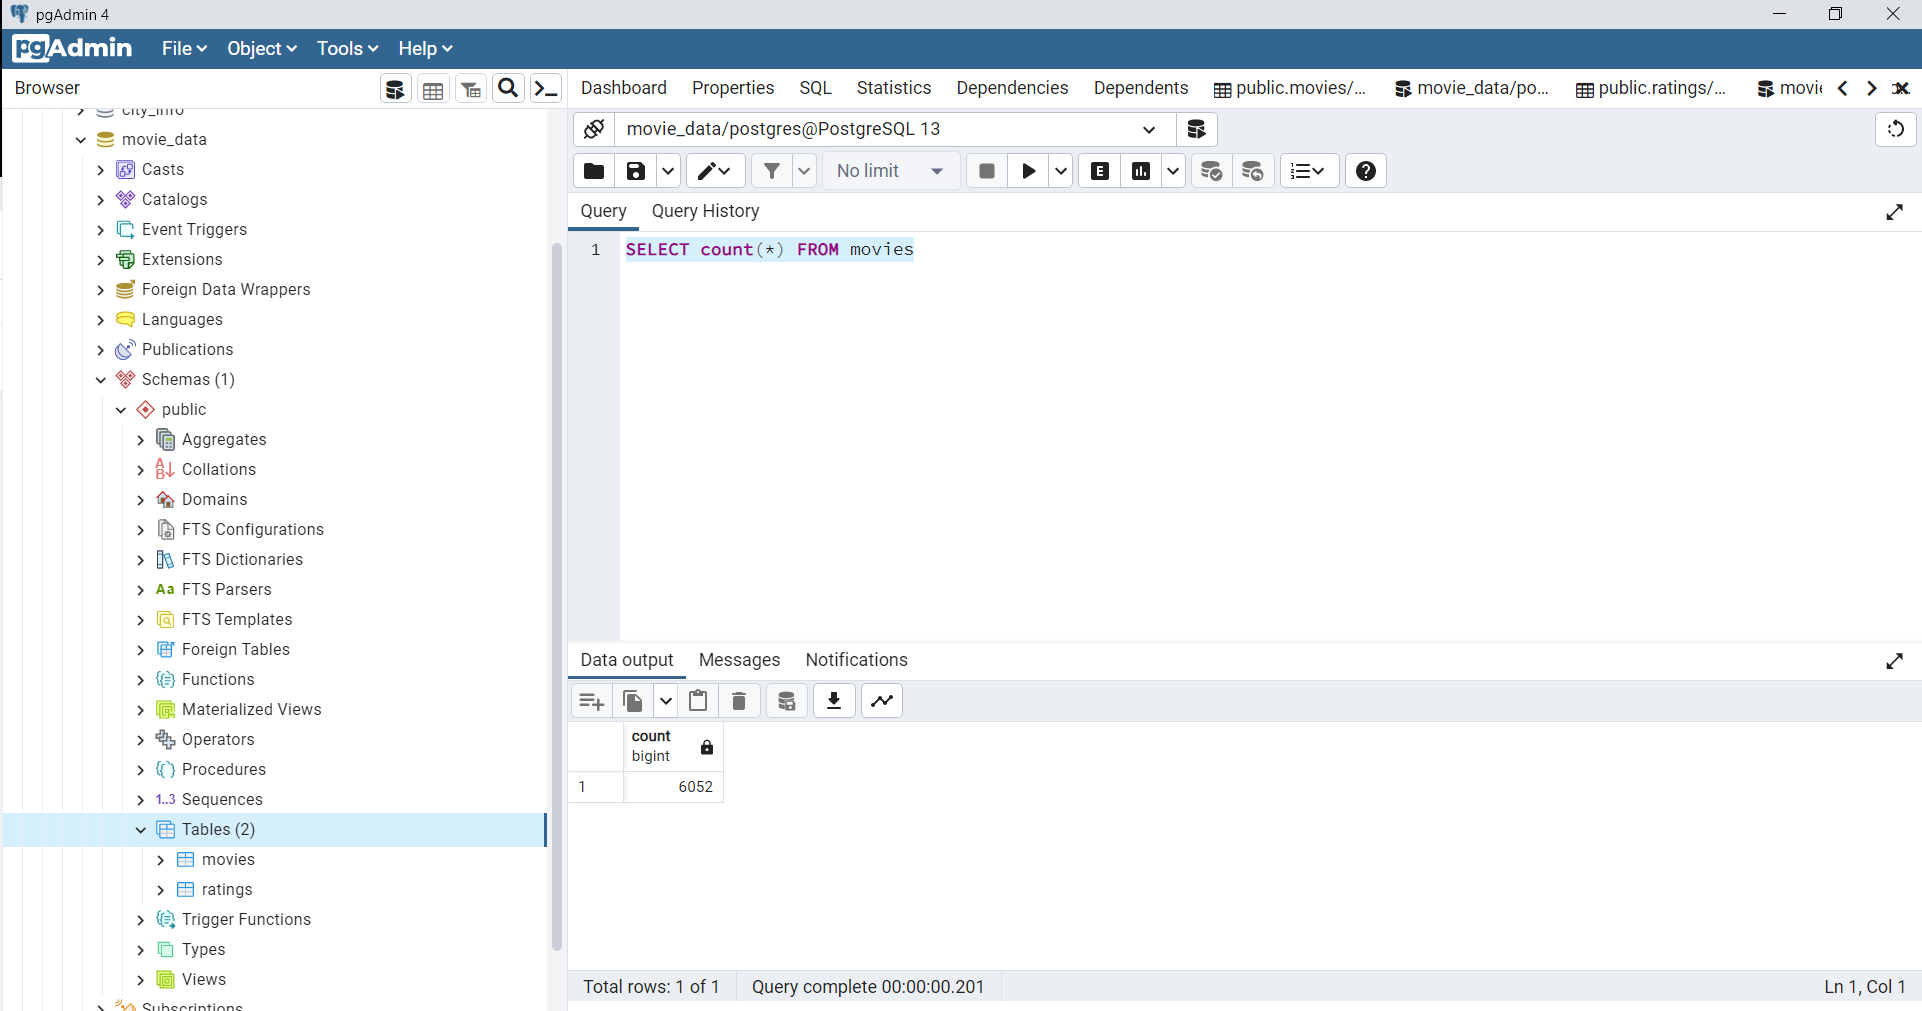 pgAdmin 4
pgAdmin File Object Tools Help
Browser
Dashboard Properties SQL Statistics Dependencies Dependents public.movies/... movie_data/po... public.ratings/... movie
city_info
movie_data
Casts
Catalogs
Event Triggers
Extensions
Foreign Data Wrappers
Languages
Publications
Schemas (1)
public
Aggregates
Collations
Domains
FTS Configurations
FTS Dictionaries
Aa FTS Parsers
FTS Templates
Foreign Tables
Functions
Materialized Views
Operators
Procedures
1..3 Sequences
Tables (2)
movies
ratings
Trigger Functions
Types
Views
Subscriptions
movie_data/postgres@PostgreSQL 13
No limit
E
Query Query History
1 SELECT count(*) FROM movies
Data output Messages Notifications
count
bigint
1 6052
Total rows: 1 of 1 Query complete 00:00:00.201 Ln 1, Col 1